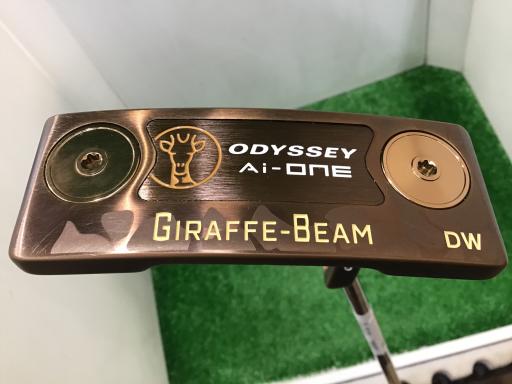 ODYSSEY
Ai-ONE
GIRAFFE-BEAM
DW